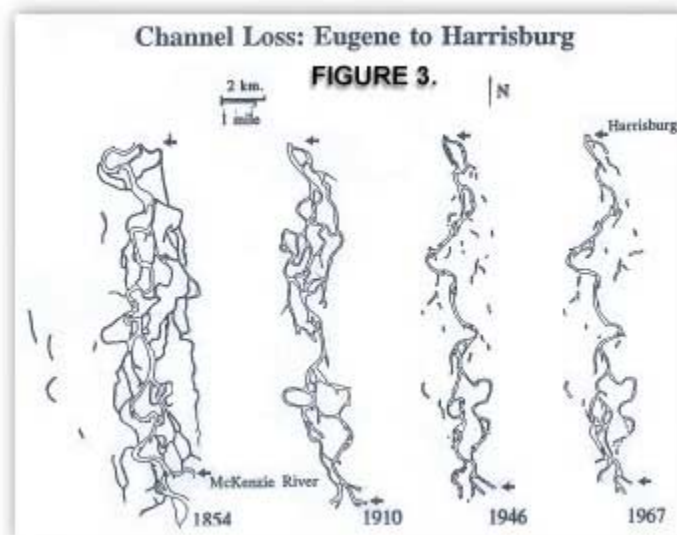 Channel Loss: Eugene to Harrisburg
FIGURE 3.
2 km.
1 mile
N
Harrisburg
McKenzie River
1854
1910
1946
1967